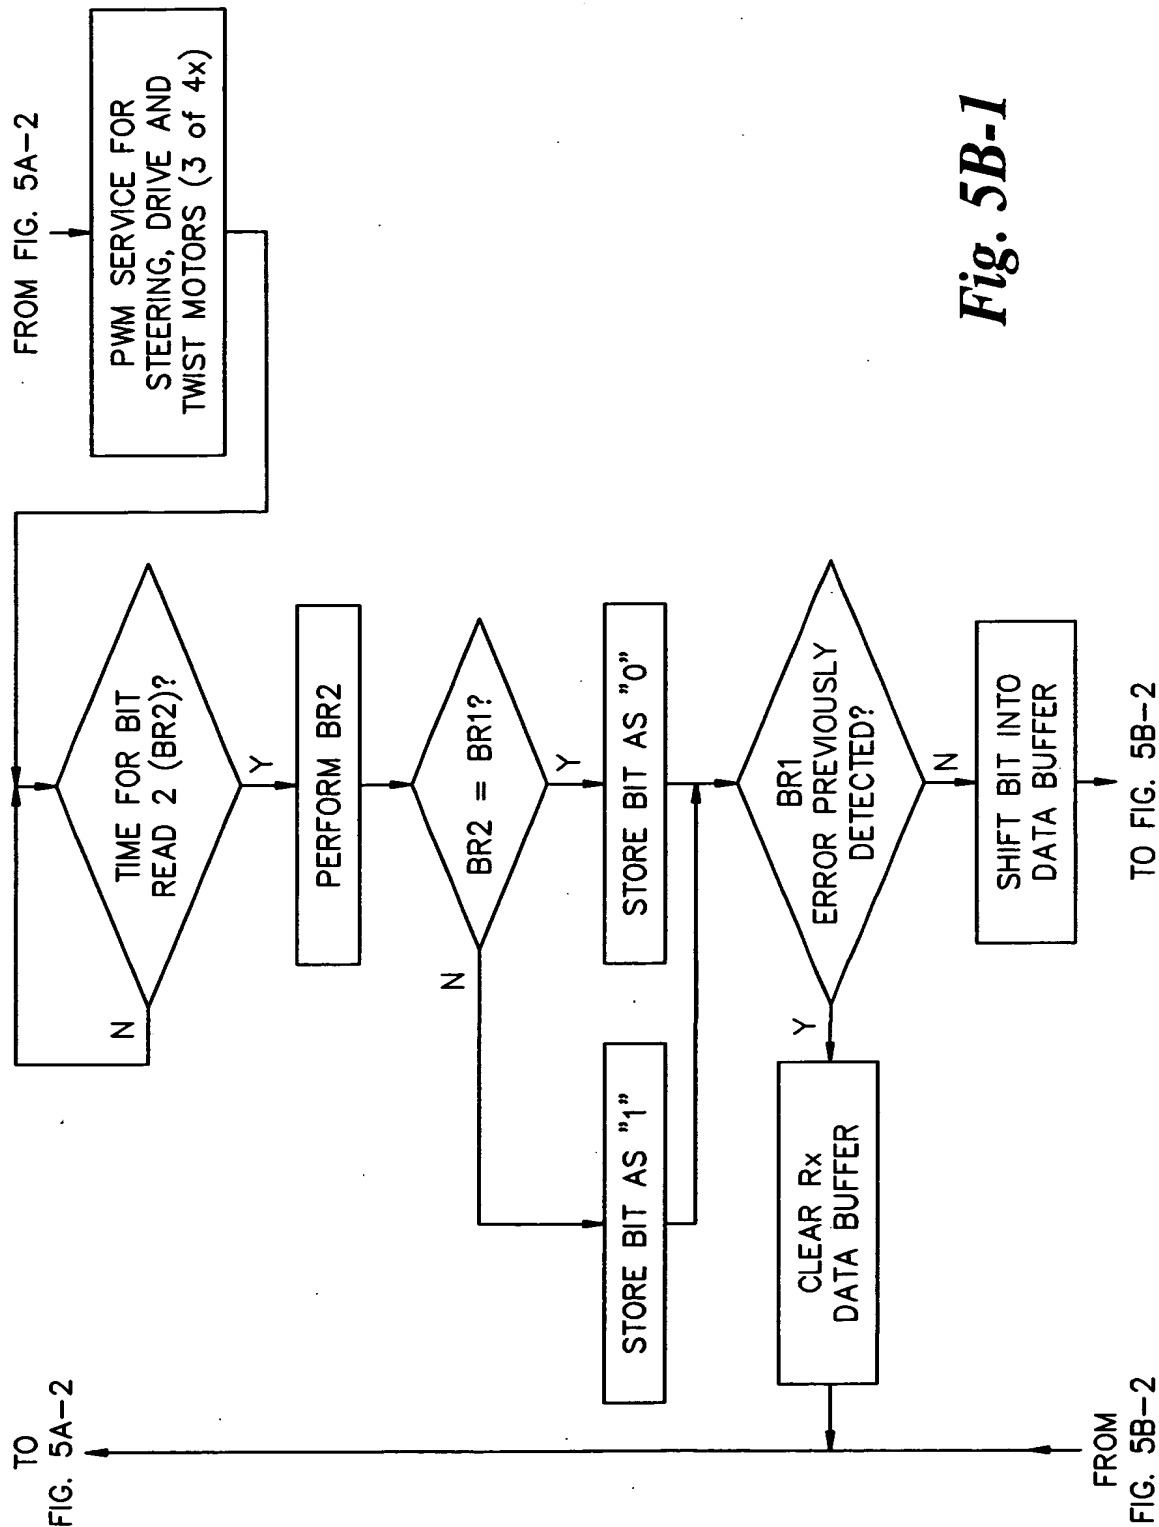 FROM FIG. 5A-2
PWM SERVICE FOR
STEERING, DRIVE AND
TWIST MOTORS (3 of 4x)
TIME FOR BIT
READ 2 (BR2)?
N
Y
PERFORM BR2
BR2 = BR1?
N
Y
STORE BIT AS "1"
STORE BIT AS "0"
BR1
ERROR PREVIOUSLY
DETECTED?
Y
N
CLEAR Rx
DATA BUFFER
SHIFT BIT INTO
DATA BUFFER
TO
FIG. 5A-2
FROM
FIG. 5B-2
TO FIG. 5B-2
Fig. 5B-1